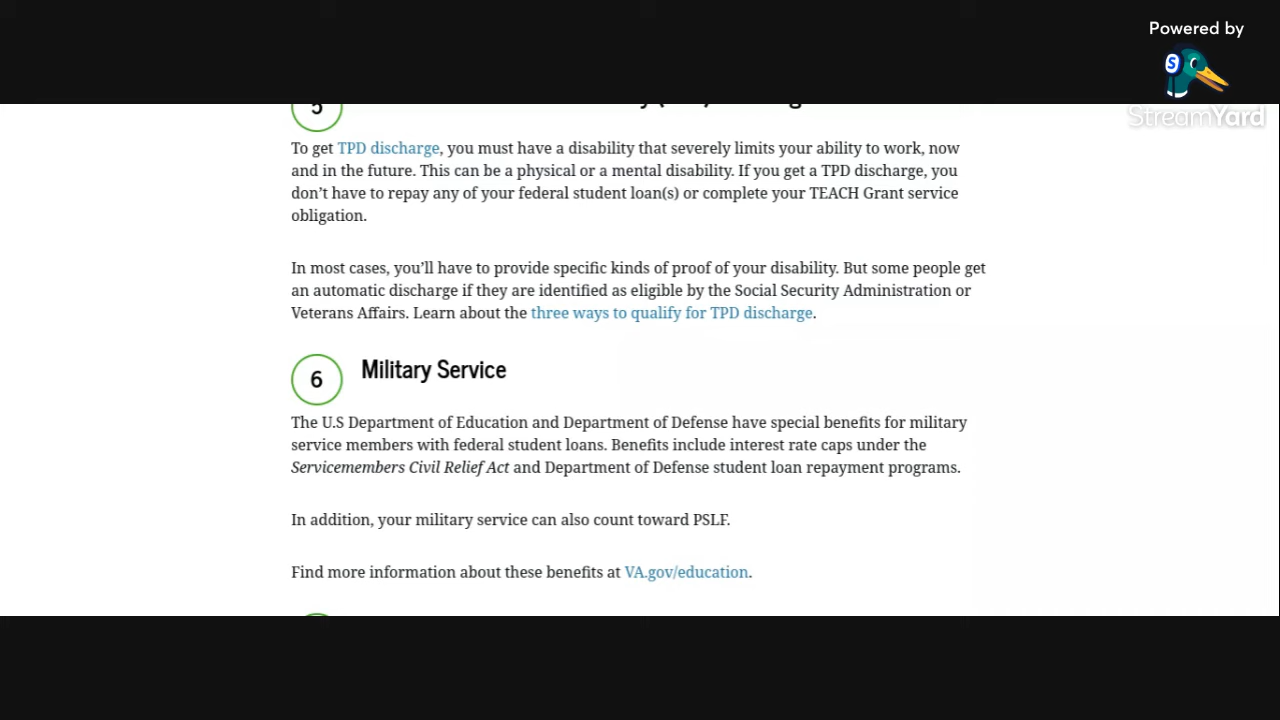 Powered by
S
StreamYard
5
To get TPD discharge, you must have a disability that severely limits your ability to work, now
and in the future. This can be a physical or a mental disability. If you get a TPD discharge, you
don’t have to repay any of your federal student loan(s) or complete your TEACH Grant service
obligation.
In most cases, you’ll have to provide specific kinds of proof of your disability. But some people get
an automatic discharge if they are identified as eligible by the Social Security Administration or
Veterans Affairs. Learn about the three ways to qualify for TPD discharge.
6
Military Service
The U.S Department of Education and Department of Defense have special benefits for military
service members with federal student loans. Benefits include interest rate caps under the
Servicemembers Civil Relief Act and Department of Defense student loan repayment programs.
In addition, your military service can also count toward PSLF.
Find more information about these benefits at VA.gov/education.